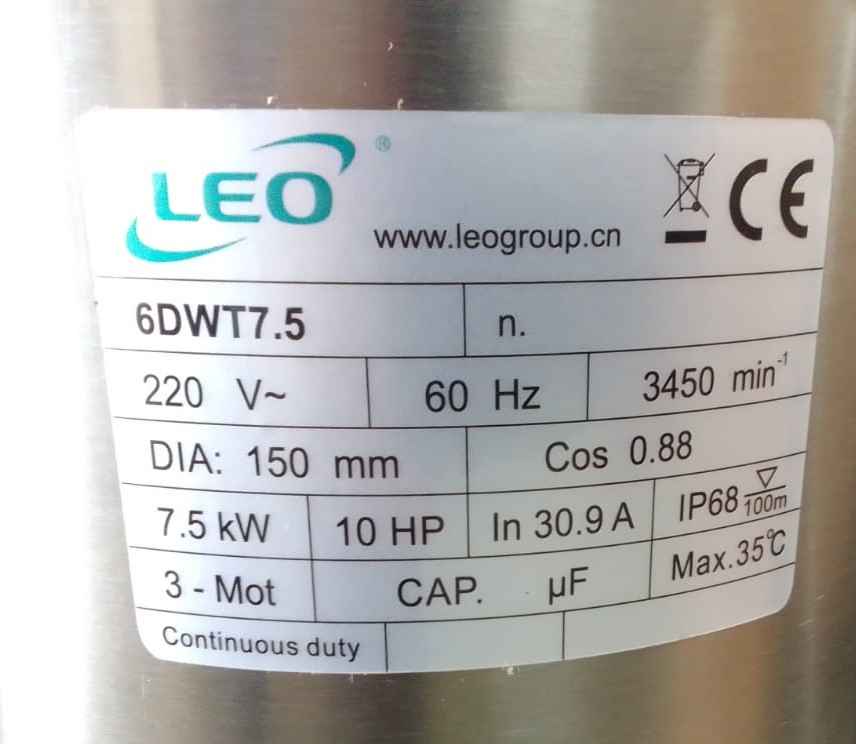 LEO ®
www.leogroup.cn
CE
6DWT7.5 n.
220 V~ 60 Hz 3450 min⁻¹
DIA: 150 mm Cos 0.88
7.5 kW 10 HP In 30.9 A IP68 ▽ 100m
3 - Mot CAP. µF Max.35℃
Continuous duty